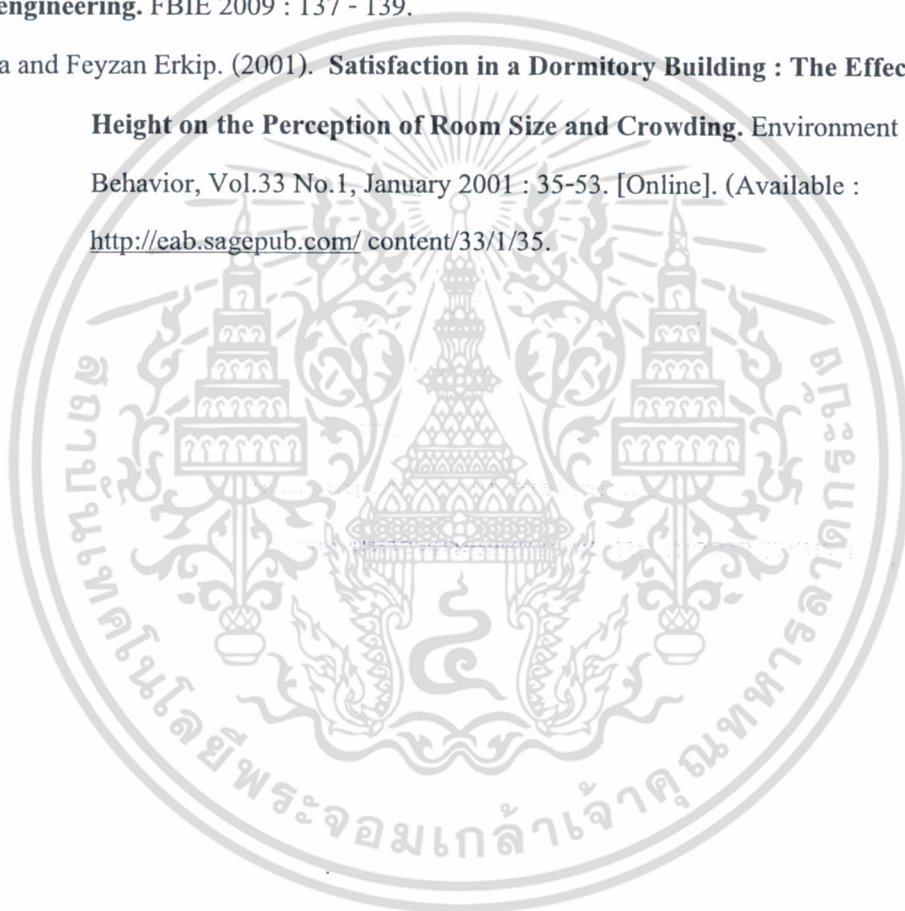 engineering. FBIE 2009 : 137 - 139.
a and Feyzan Erkip. (2001). Satisfaction in a Dormitory Building : The Effec
Height on the Perception of Room Size and Crowding. Environment
Behavior, Vol.33 No.1, January 2001 : 35-53. [Online]. (Available :
http://eab.sagepub.com/ content/33/1/35.
สถาบันเทคโนโลยีพระจอมเกล้าเจ้าคุณทหารลาดกระบัง